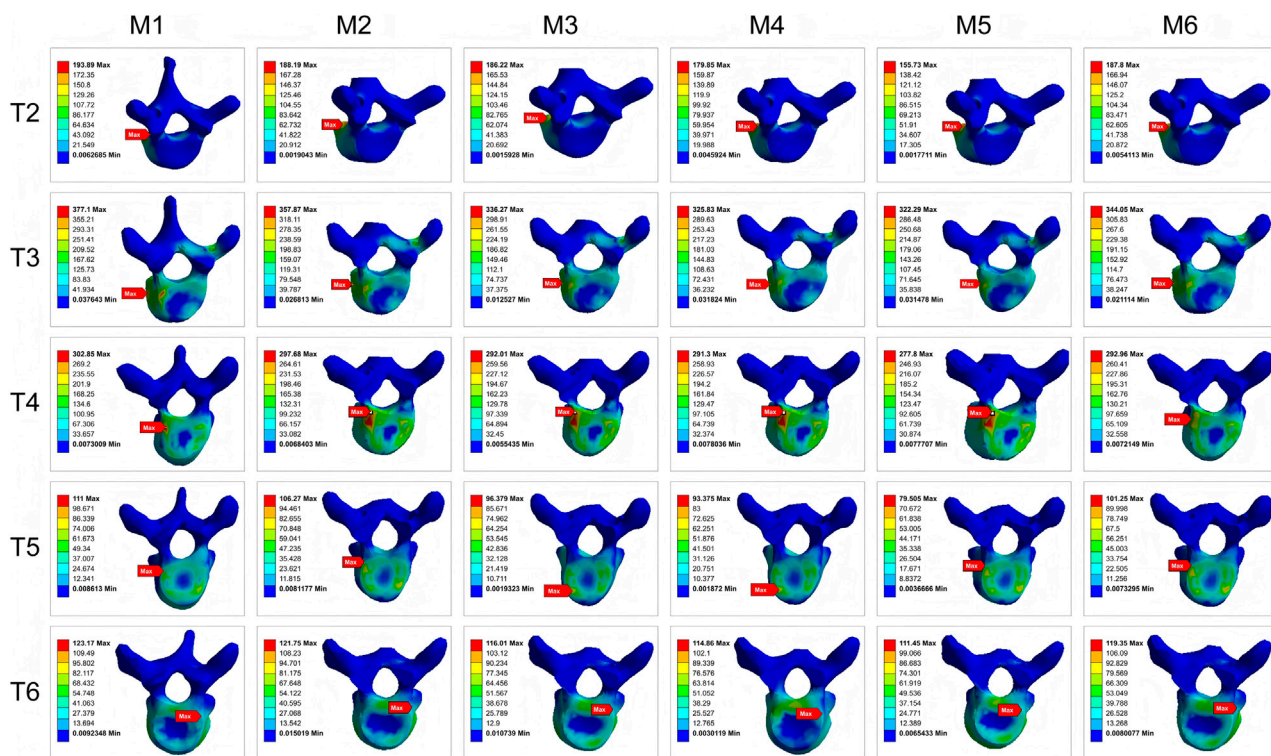 M1 M2 M3 M4 M5 M6
T2
193.89 Max
172.35
150.8
129.26
107.72
86.177
64.634
43.092
21.549
0.0062685 Min
Max
188.19 Max
167.28
146.37
125.46
104.55
83.642
62.732
41.822
20.912
0.0019043 Min
Max
186.22 Max
165.53
144.84
124.15
103.46
82.765
62.074
41.383
20.692
0.0015928 Min
Max
179.85 Max
159.87
139.89
119.9
99.92
79.937
59.954
39.971
19.988
0.0045924 Min
Max
155.73 Max
138.42
121.12
103.82
86.515
69.213
51.91
34.607
17.305
0.0017711 Min
Max
187.8 Max
166.94
146.07
125.2
104.34
83.471
62.605
41.738
20.872
0.0054113 Min
Max
T3
377.1 Max
355.21
293.31
251.41
209.52
167.62
125.73
83.83
41.934
0.037643 Min
Max
357.87 Max
318.11
278.35
238.59
198.83
159.07
119.31
79.548
39.787
0.026813 Min
Max
336.27 Max
298.91
261.55
224.19
186.82
149.46
112.1
74.737
37.375
0.012527 Min
Max
325.83 Max
289.63
253.43
217.23
181.03
144.83
108.63
72.431
36.232
0.031824 Min
Max
322.29 Max
286.48
250.68
214.87
179.06
143.26
107.45
71.645
35.838
0.031478 Min
Max
344.05 Max
305.83
267.6
229.38
191.15
152.92
114.7
76.473
38.247
0.021114 Min
Max
T4
302.85 Max
269.2
235.55
201.9
168.25
134.6
100.95
67.306
33.657
0.0073009 Min
Max
297.68 Max
264.61
231.53
198.46
165.38
132.31
99.232
66.157
33.082
0.0068403 Min
Max
292.01 Max
259.56
227.12
194.67
162.23
129.78
97.339
64.894
32.45
0.0055435 Min
Max
291.3 Max
258.93
226.57
194.2
161.84
129.47
97.105
64.739
32.374
0.0078036 Min
Max
277.8 Max
246.93
216.07
185.2
154.34
123.47
92.605
61.739
30.874
0.0077707 Min
Max
292.96 Max
260.41
227.86
195.31
162.76
130.21
97.659
65.109
32.558
0.0072149 Min
Max
T5
111 Max
98.671
86.339
74.006
61.673
49.34
37.007
24.674
12.341
0.008613 Min
Max
106.27 Max
94.461
82.655
70.848
59.041
47.235
35.428
23.621
11.815
0.0081177 Min
Max
96.379 Max
85.671
74.962
64.254
53.545
42.836
32.128
21.419
10.711
0.0019323 Min
Max
93.375 Max
83
72.625
62.251
51.876
41.501
31.126
20.751
10.377
0.001872 Min
Max
79.505 Max
70.672
61.838
53.005
44.171
35.338
26.504
17.671
8.8372
0.0036666 Min
Max
101.25 Max
89.998
78.749
67.5
56.251
45.003
33.754
22.505
11.256
0.0073295 Min
Max
T6
123.17 Max
109.49
95.802
82.117
68.432
54.748
41.063
27.379
13.694
0.0092348 Min
Max
121.75 Max
108.23
94.701
81.175
67.648
54.122
40.595
27.068
13.542
0.015019 Min
Max
116.01 Max
103.12
90.234
77.345
64.456
51.567
38.678
25.789
12.9
0.010739 Min
Max
114.86 Max
102.1
89.339
76.576
63.814
51.052
38.29
25.527
12.765
0.0030119 Min
Max
111.45 Max
99.066
86.683
74.301
61.919
49.536
37.154
24.771
12.389
0.0065433 Min
Max
119.35 Max
106.09
92.829
79.569
66.309
53.049
39.788
26.528
13.268
0.0080077 Min
Max